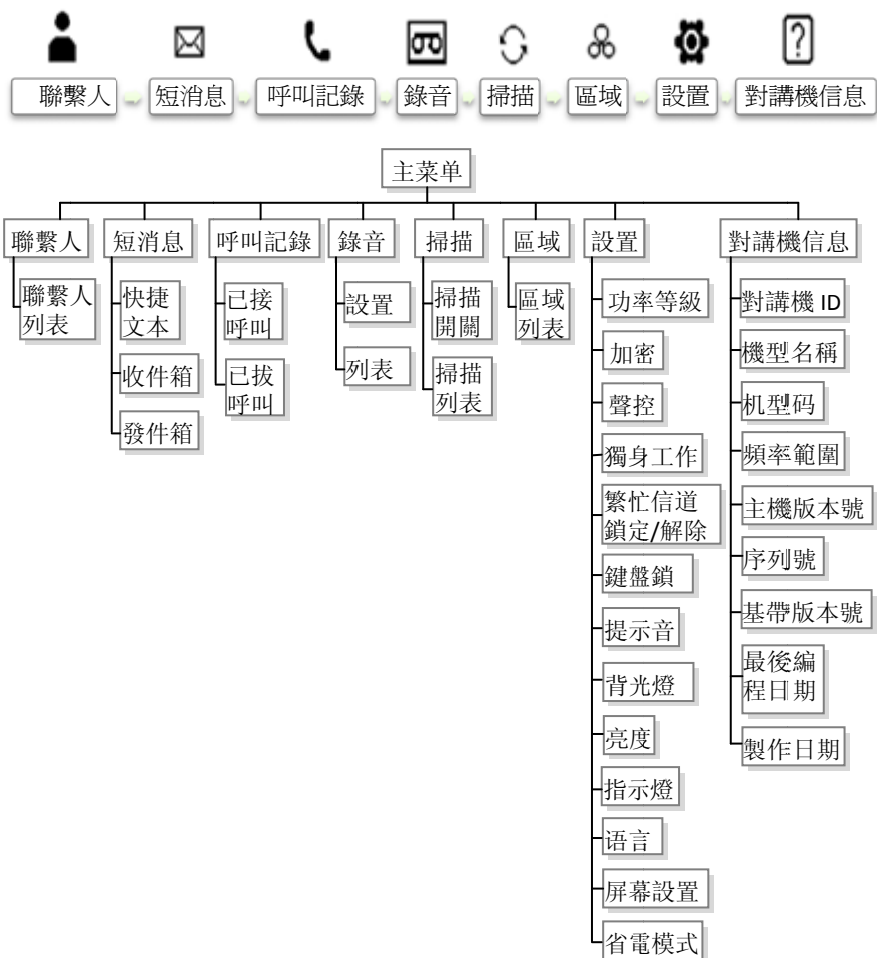 聯繫人
短消息
呼叫記錄
錄音
掃描
區域
設置
對講機信息
主菜单
聯繫人
聯繫人
列表
短消息
快捷
文本
收件箱
發件箱
呼叫記錄
已接
呼叫
已拔
呼叫
錄音
設置
列表
掃描
掃描
開關
掃描
列表
區域
區域
列表
設置
功率等級
加密
聲控
獨身工作
繁忙信道
鎖定/解除
鍵盤鎖
提示音
背光燈
亮度
指示燈
语言
屏幕設置
省電模式
對講機信息
對講機 ID
機型名稱
机型码
頻率範圍
主機版本號
序列號
基帶版本號
最後編
程日期
製作日期